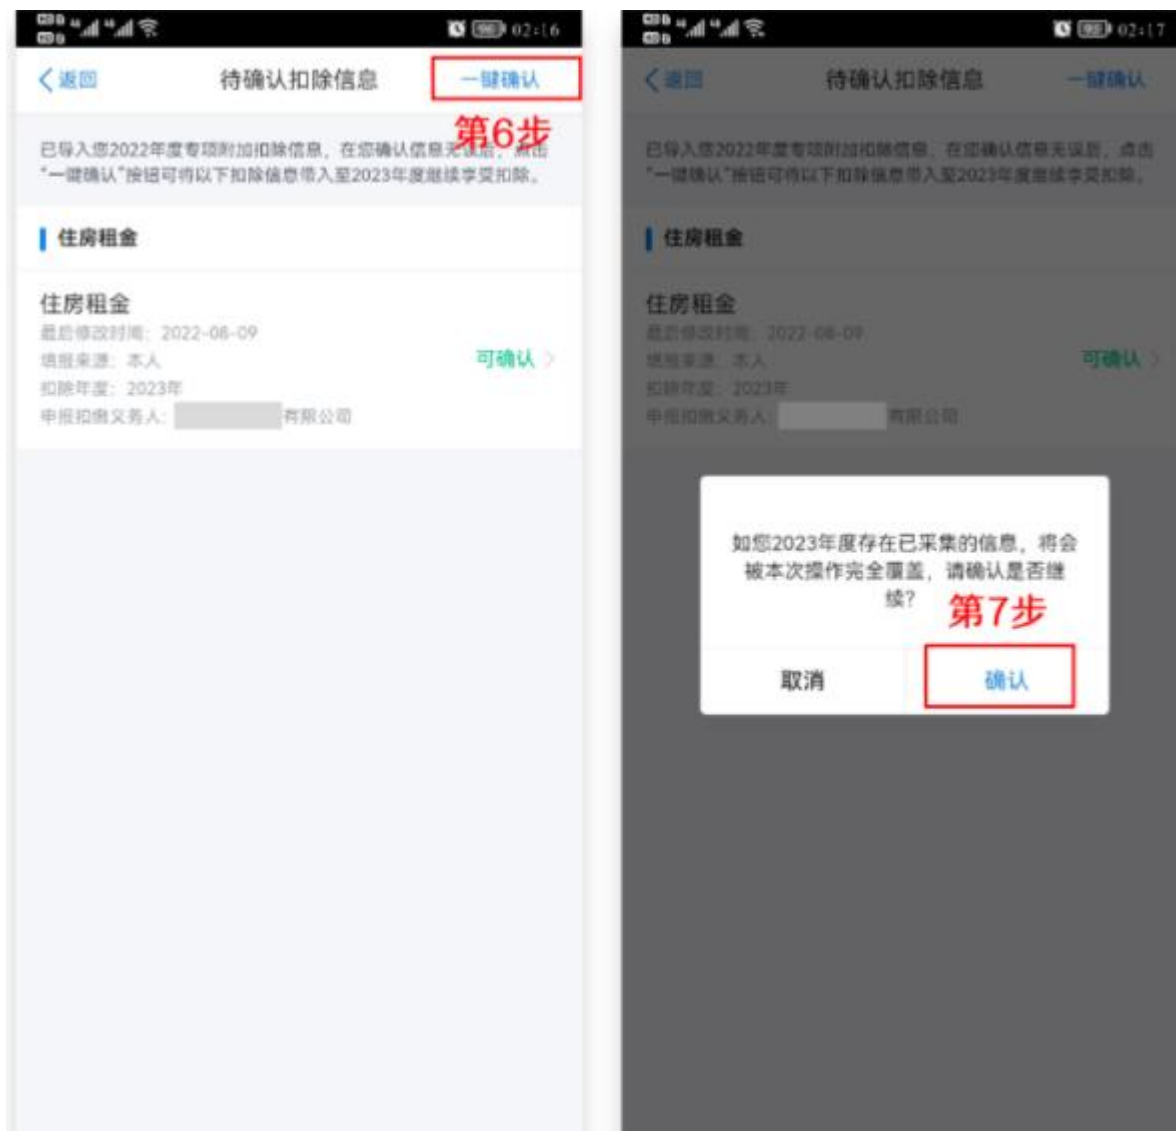 02:16
返回
待确认扣除信息
一键确认
第6步
已导入您2022年度专项附加扣除信息，在您确认信息无误后，点击
“一键确认”按钮可将以下扣除信息带入至2023年度继续享受扣除。
住房租金
住房租金
最后修改时间：2022-08-09
填报来源：本人
可确认
扣除年度：2023年
申报扣缴义务人：
有限公司
02:17
返回
待确认扣除信息
一键确认
已导入您2022年度专项附加扣除信息，在您确认信息无误后，点击
“一键确认”按钮可将以下扣除信息带入至2023年度继续享受扣除。
住房租金
住房租金
最后修改时间：2022-08-09
填报来源：本人
可确认
扣除年度：2023年
申报扣缴义务人：
有限公司
如您2023年度存在已采集的信息，将会
被本次操作完全覆盖，请确认是否继
续？
第7步
取消
确认